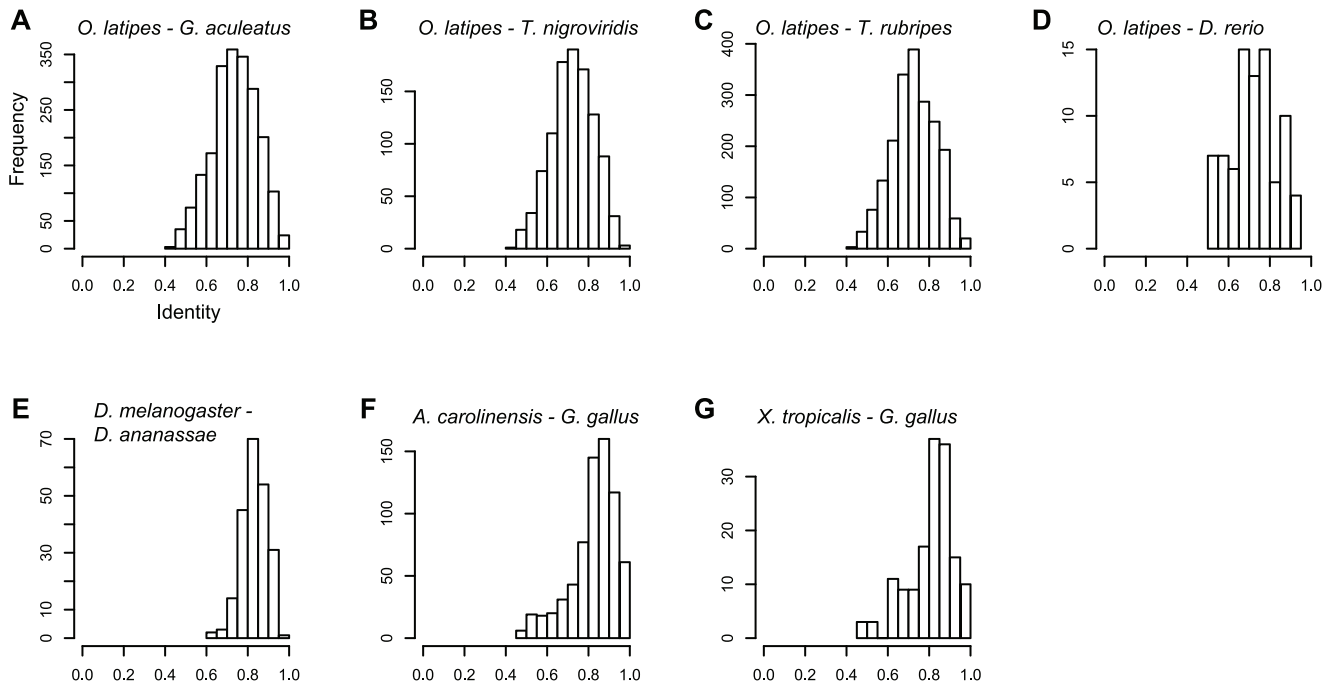 A
O. latipes - G. aculeatus
Frequency
350
250
150
50
0
0.0 0.2 0.4 0.6 0.8 1.0
Identity
B
O. latipes - T. nigroviridis
150
100
50
0
0.0 0.2 0.4 0.6 0.8 1.0
C
O. latipes - T. rubripes
400
300
200
100
0
0.0 0.2 0.4 0.6 0.8 1.0
D
O. latipes - D. rerio
15
10
5
0
0.0 0.2 0.4 0.6 0.8 1.0
E
D. melanogaster -
D. ananassae
70
50
30
10
0
0.0 0.2 0.4 0.6 0.8 1.0
F
A. carolinensis - G. gallus
150
100
50
0
0.0 0.2 0.4 0.6 0.8 1.0
G
X. tropicalis - G. gallus
30
20
10
0
0.0 0.2 0.4 0.6 0.8 1.0